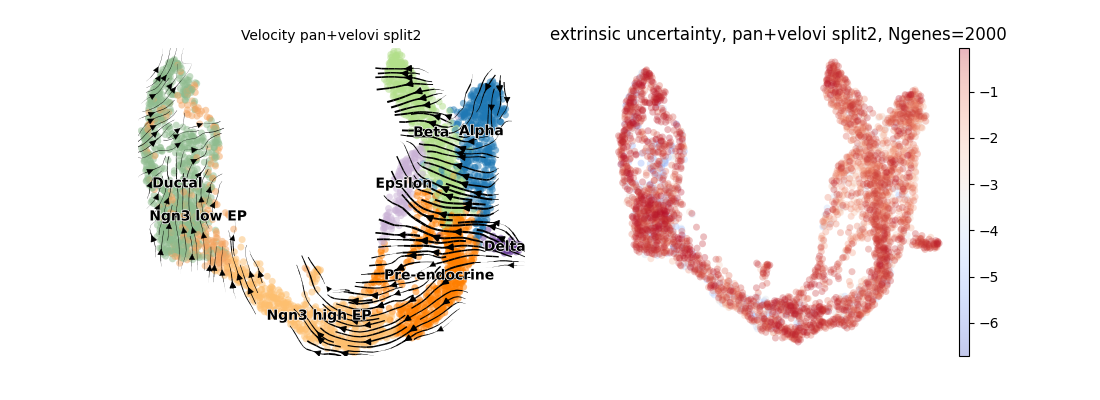 Velocity pan+velovi split2
extrinsic uncertainty, pan+velovi split2, Ngenes=2000
Beta
Alpha
Epsilon
Ductal
Ngn3 low EP
Delta
Pre-endocrine
Ngn3 high EP
−1
−2
−3
−4
−5
−6